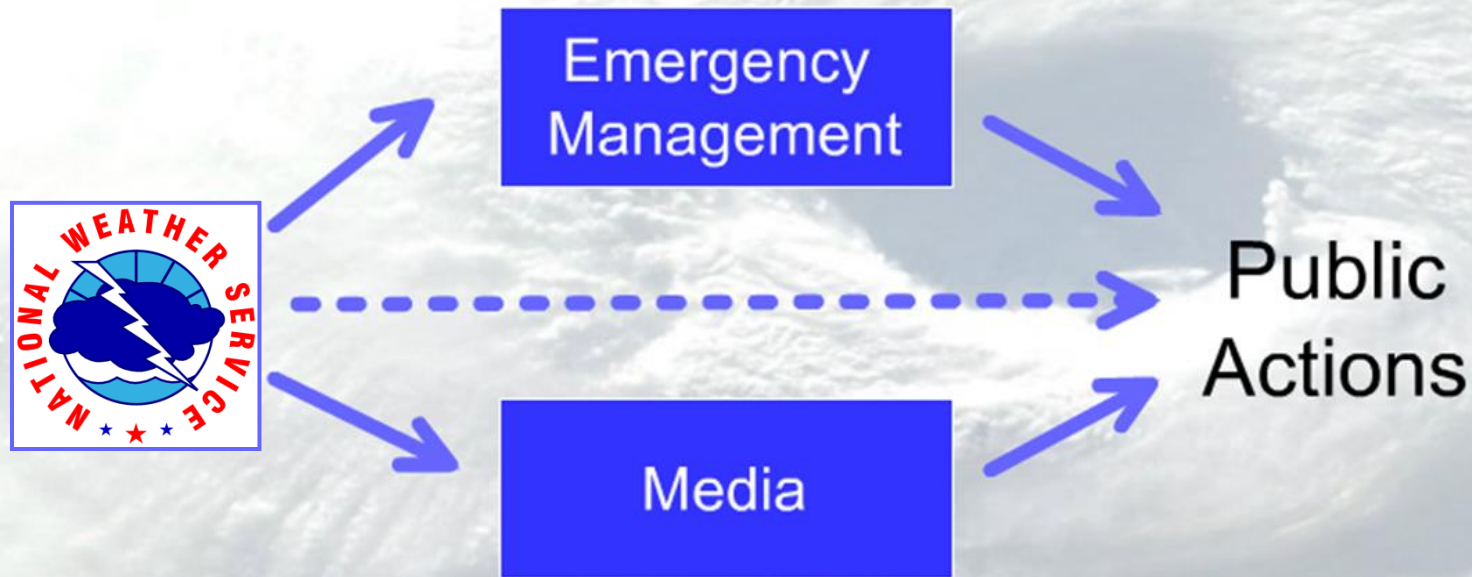 Emergency
Management
NATIONAL WEATHER SERVICE
Public
Actions
Media